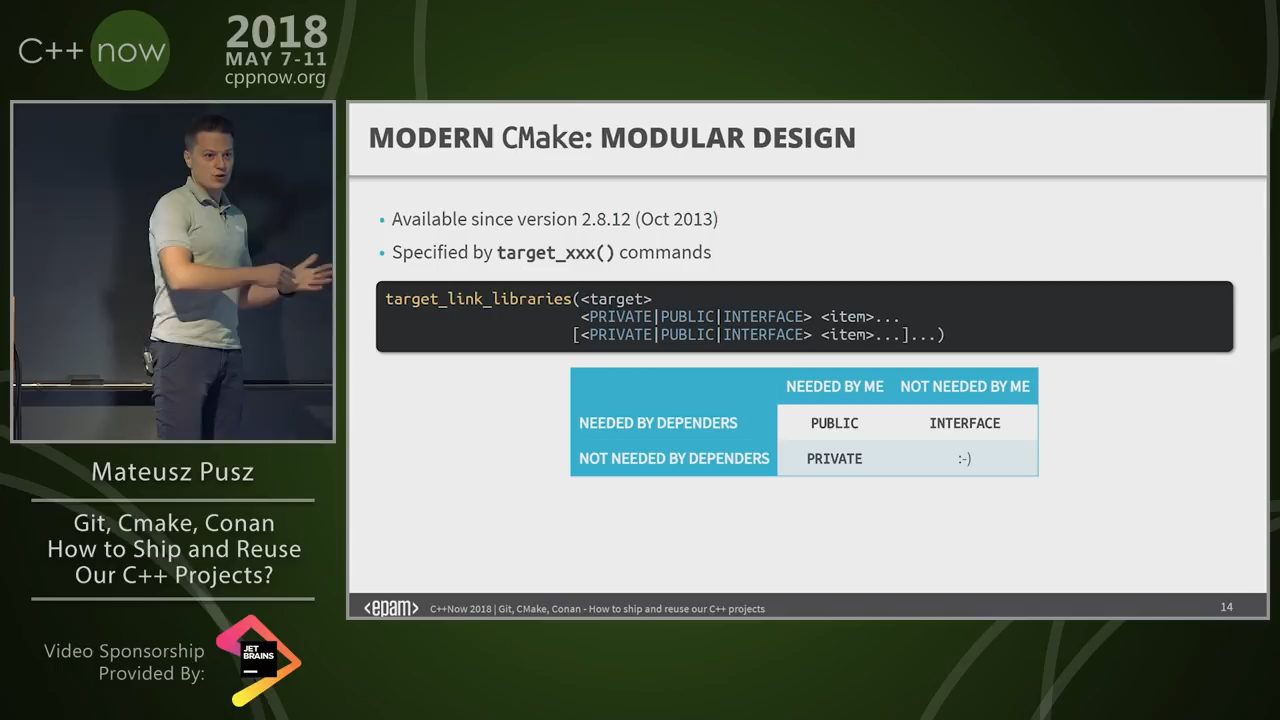 C++ now
2018
MAY 7-11
cppnow.org
MODERN CMake: MODULAR DESIGN
• Available since version 2.8.12 (Oct 2013)
• Specified by target_xxx() commands
target_link_libraries(<target>
<PRIVATE|PUBLIC|INTERFACE> <item>...
[<PRIVATE|PUBLIC|INTERFACE> <item>...]...)
NEEDED BY ME NOT NEEDED BY ME
NEEDED BY DEPENDERS PUBLIC INTERFACE
NOT NEEDED BY DEPENDERS PRIVATE :-)
<epam> C++Now 2018 | Git, CMake, Conan - How to ship and reuse our C++ projects 14
Mateusz Pusz
Git, Cmake, Conan
How to Ship and Reuse
Our C++ Projects?
Video Sponsorship
Provided By:
JET
BRAINS